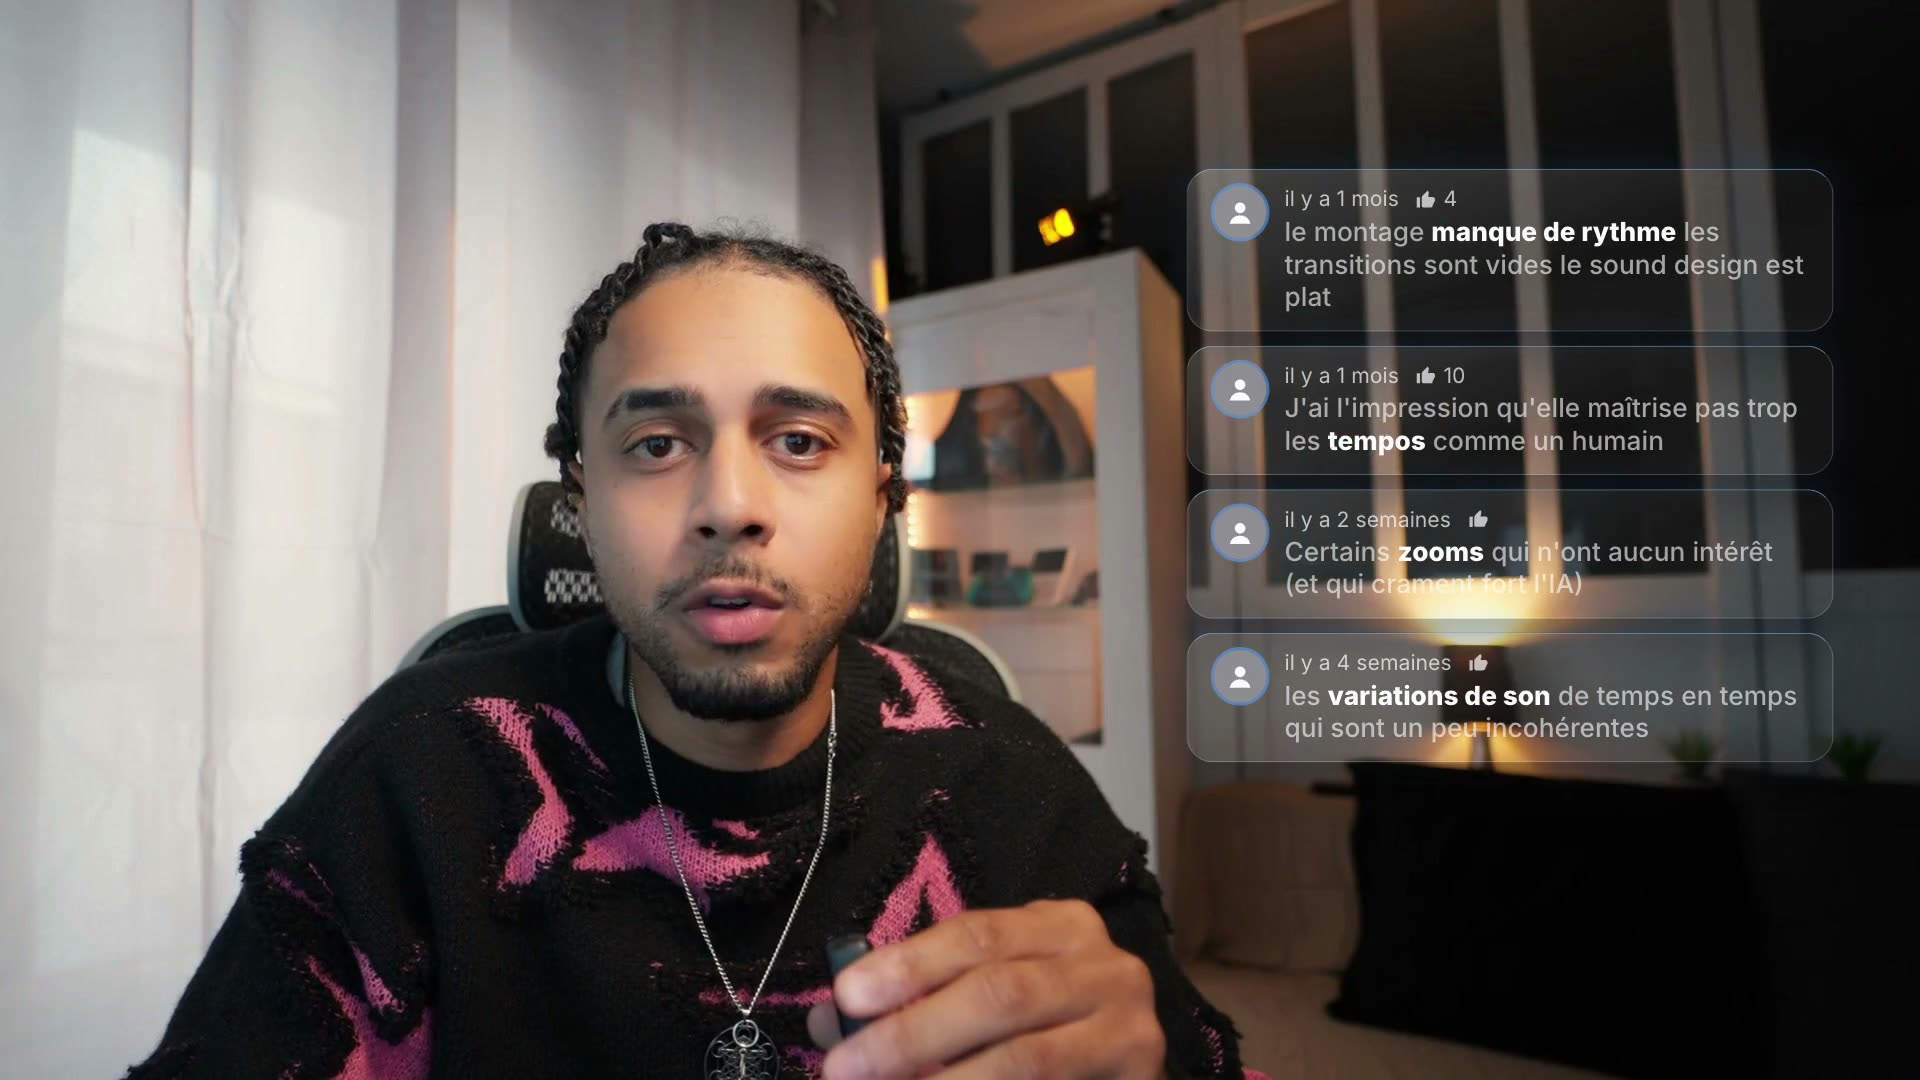 il y a 1 mois 4
le montage manque de rythme les
transitions sont vides le sound design est
plat
il y a 1 mois 10
J'ai l'impression qu'elle maîtrise pas trop
les tempos comme un humain
il y a 2 semaines
Certains zooms qui n'ont aucun intérêt
(et qui crament fort l'IA)
il y a 4 semaines
les variations de son de temps en temps
qui sont un peu incohérentes